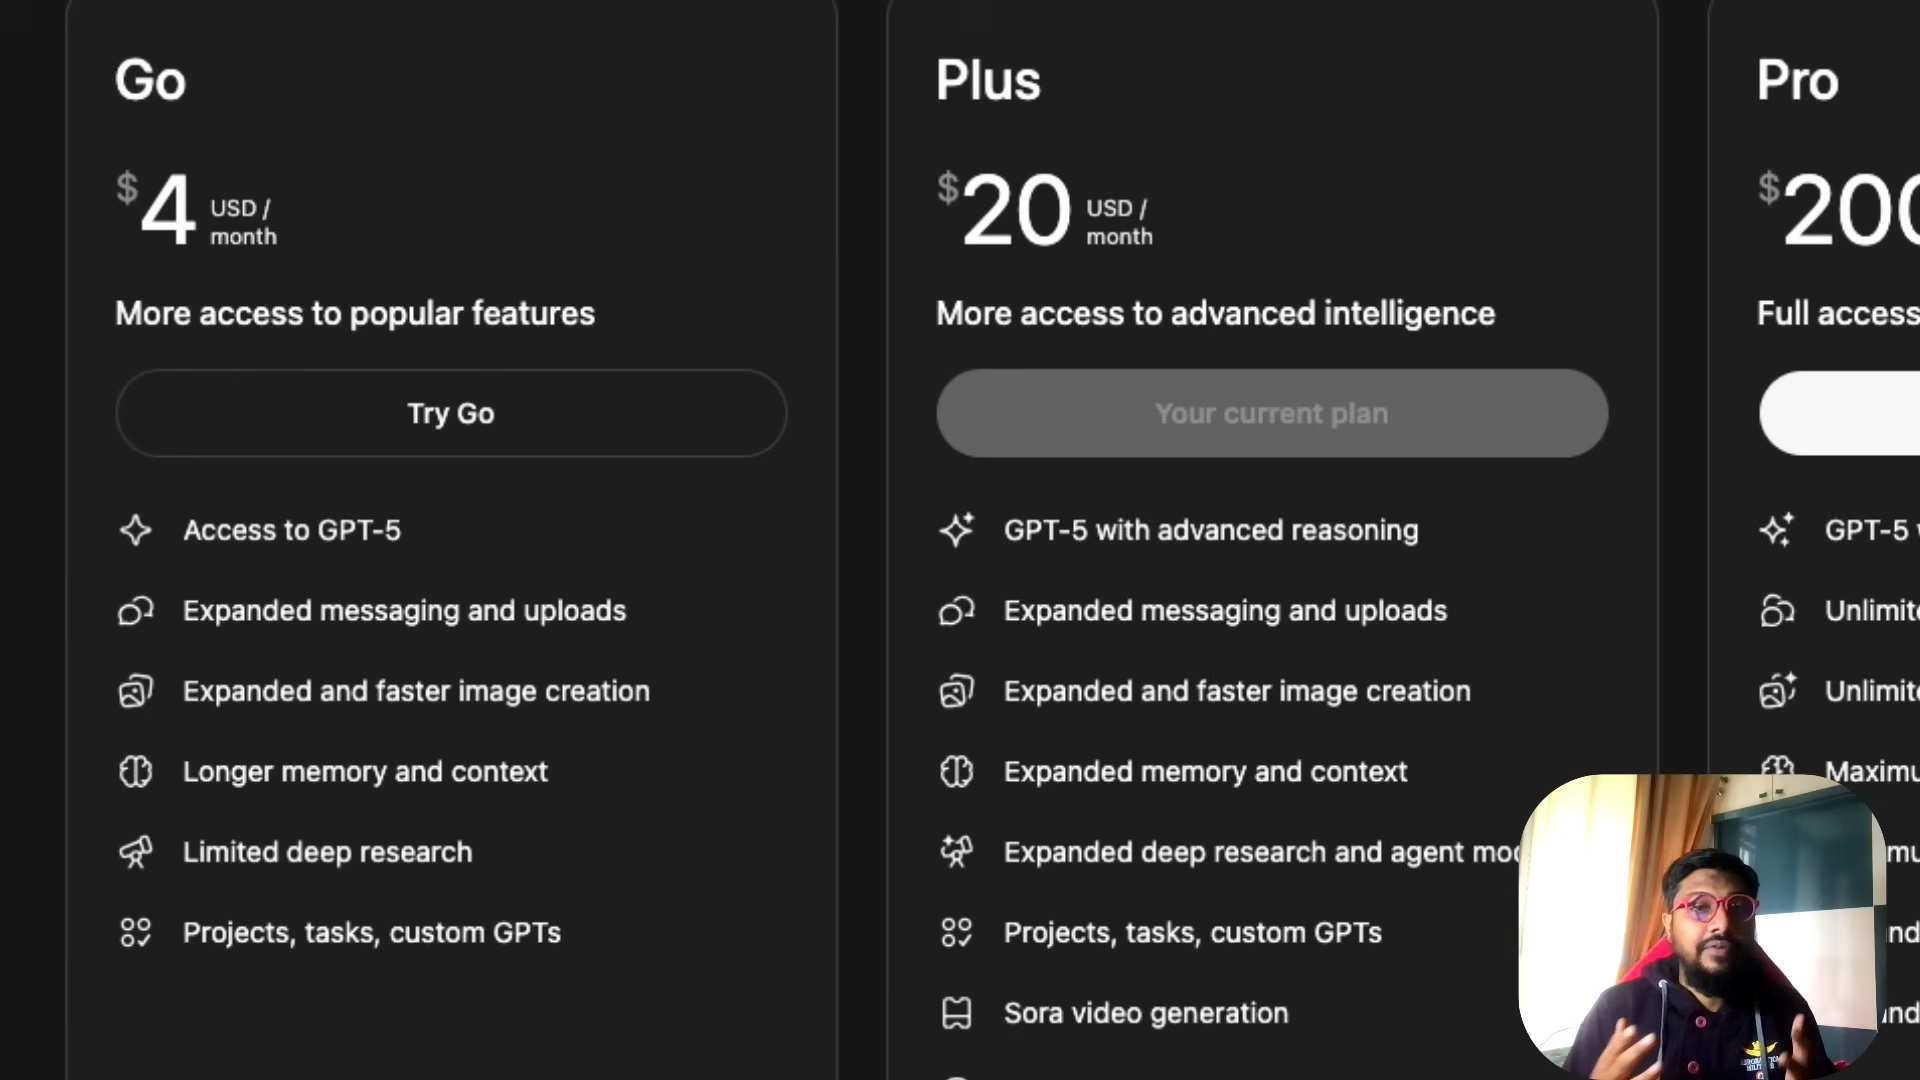 Go
$4 USD /
month
More access to popular features
Try Go
Access to GPT-5
Expanded messaging and uploads
Expanded and faster image creation
Longer memory and context
Limited deep research
Projects, tasks, custom GPTs
Plus
$20 USD /
month
More access to advanced intelligence
Your current plan
GPT-5 with advanced reasoning
Expanded messaging and uploads
Expanded and faster image creation
Expanded memory and context
Expanded deep research and agent
Projects, tasks, custom GPTs
Sora video generation
Pro
$200
Full access
GPT-5